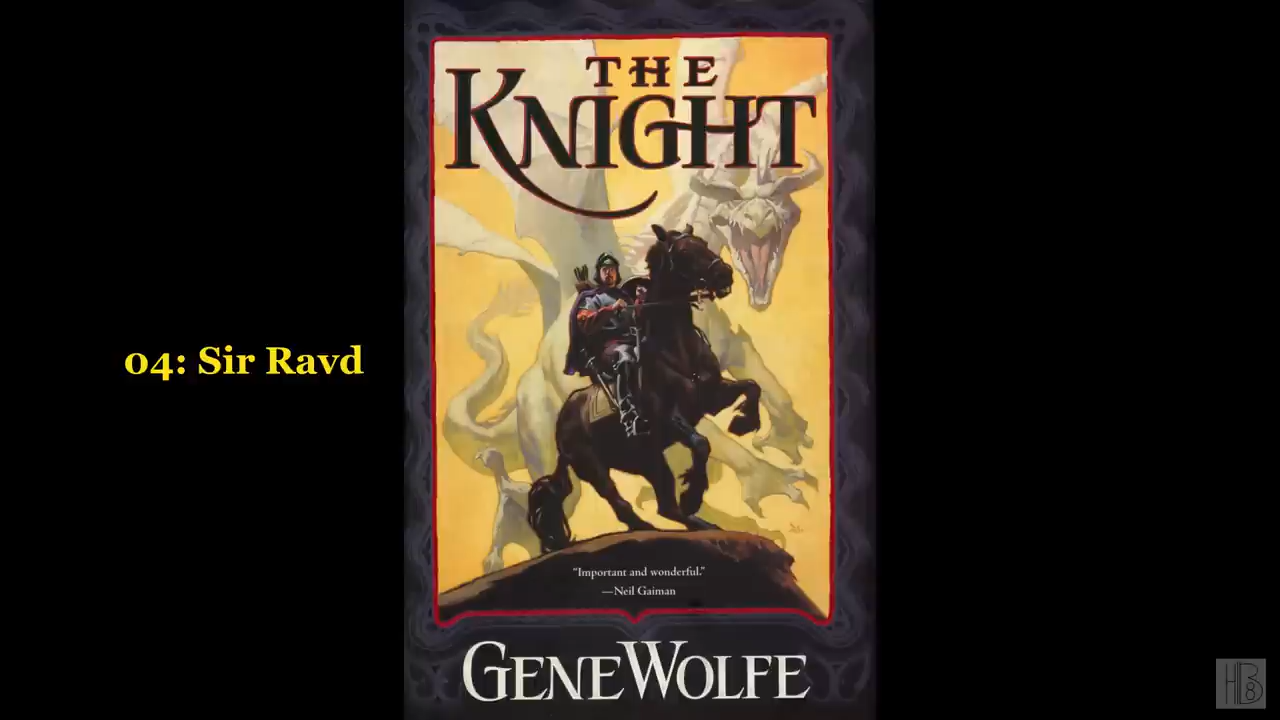 THE
KNIGHT
04: Sir Ravd
“Important and wonderful.”
—Neil Gaiman
GENE WOLFE